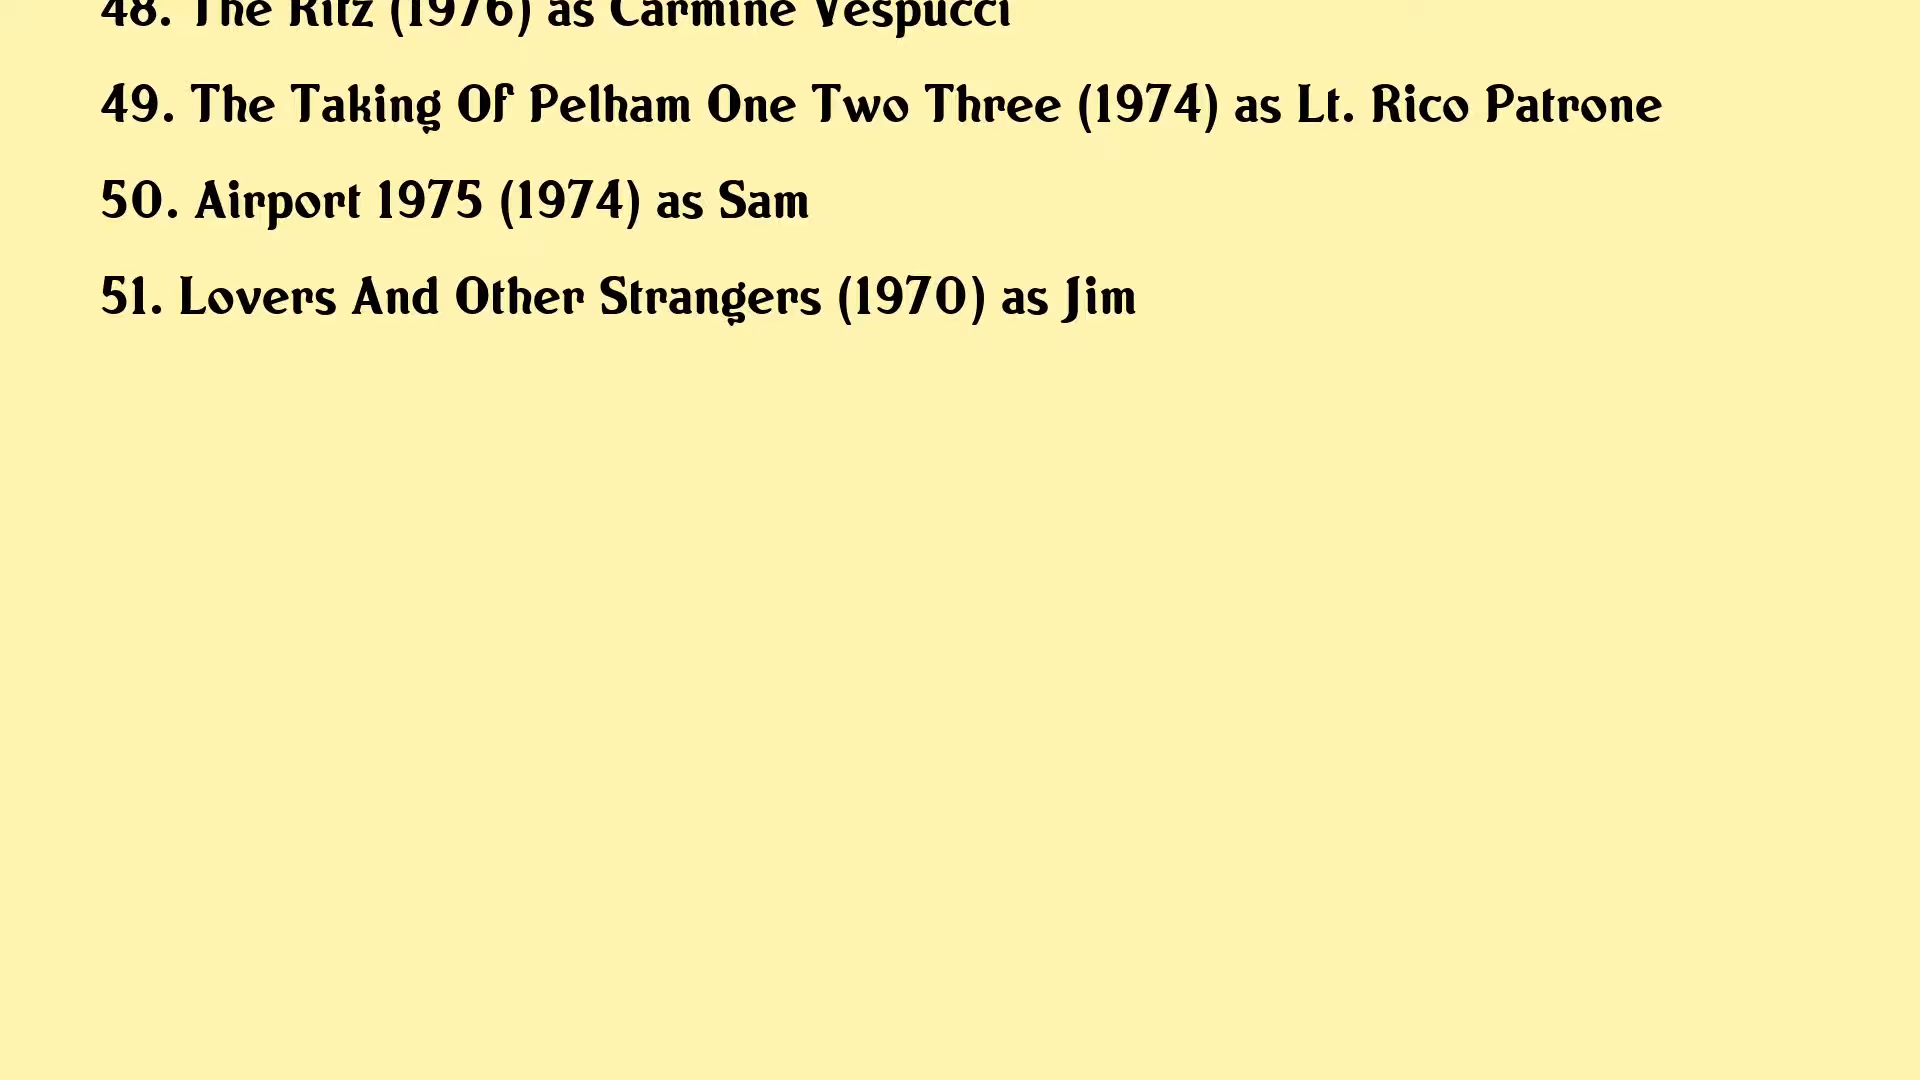 48. The Ritz (1976) as Carmine Vespucci
49. The Taking Of Pelham One Two Three (1974) as Lt. Rico Patrone
50. Airport 1975 (1974) as Sam
51. Lovers And Other Strangers (1970) as Jim